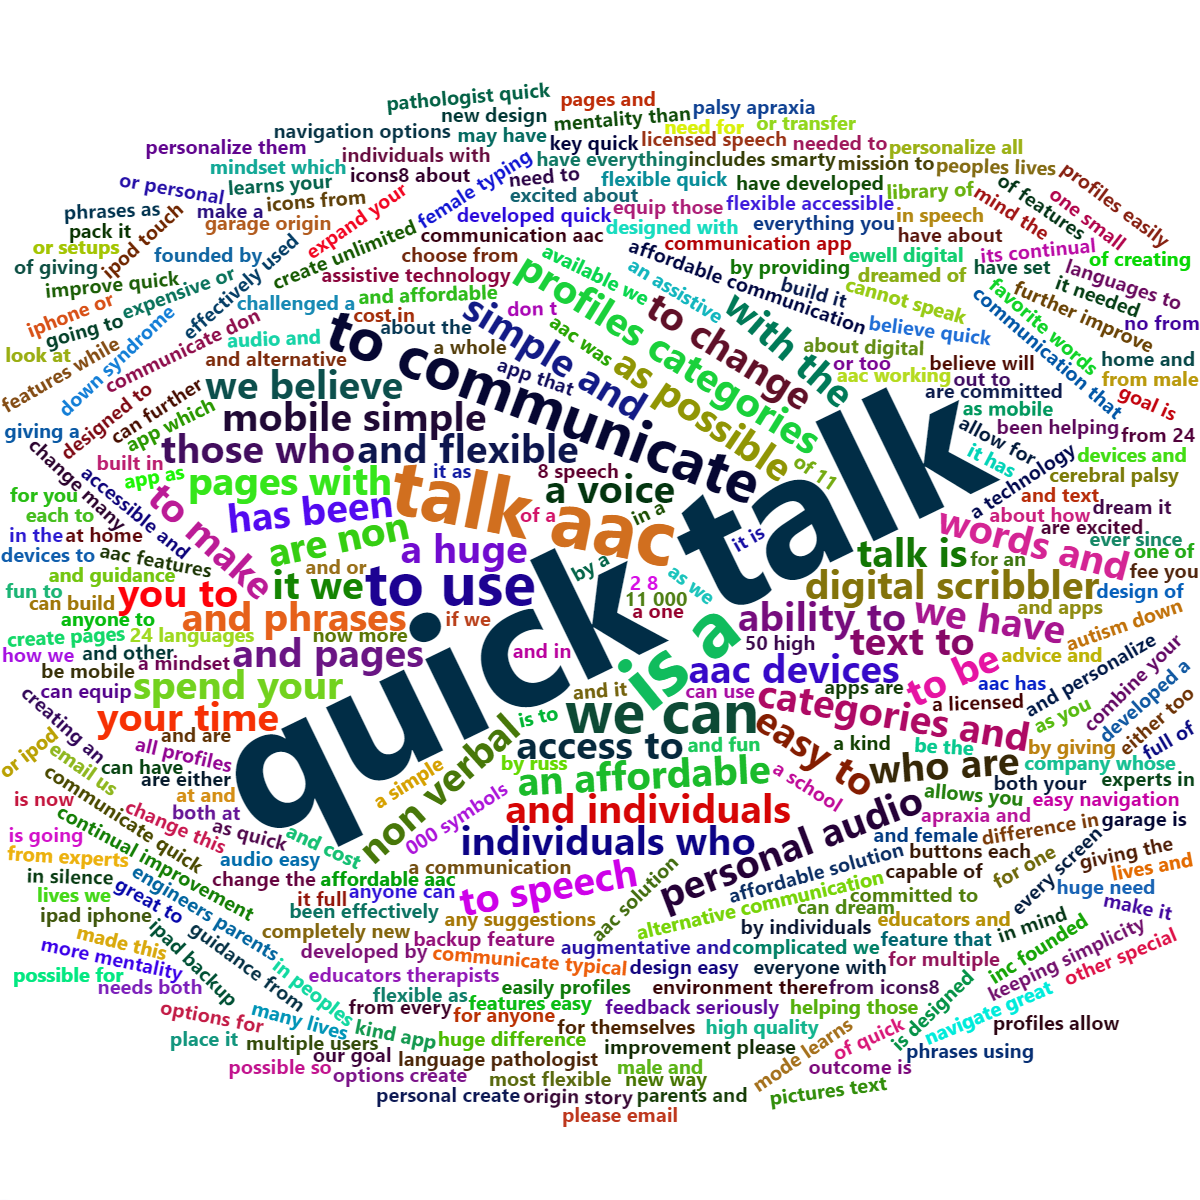 pathologist quick
pages and
palsy apraxia
new design
mentality than
need for
or transfer
navigation options
may have
key quick
licensed speech
needed to
personalize all
personalize them
individuals with
have everything
includes smarty
mission to
peoples lives
profiles easily
mindset which
icons8 about
female typing
need to
flexible quick
have developed
library of
of features
one small
or personal
learns your
icons from
expand your
excited about
equip those
flexible accessible
in speech
mind the
phrases as
make a
garage origin
developed quick
designed with
everything you
have about
its continual
of creating
pack it
ipod touch
effectively used
create unlimited
communication aac
communication app
ewell digital
or setups
founded by
choose from
available we
affordable communication
by providing
dreamed of
have set
languages to
of giving
improve quick
expensive or
assistive technology
profiles categories
an assistive
build it
cannot speak
favorite words
it needed
iphone or
challenged a
and affordable
simple and
don t
to change
with the
believe quick
communication that
further improve
going to
down syndrome
communicate don
cost in
to communicate
about the
aac was
as possible
about digital
no from
look at
features while
audio and
a whole
app that
or too
believe will
home and
designed to
can further
and alternative
we believe
aac working
out to
from male
goal is
giving a
app which
mobile simple
are committed
as mobile
allow for
been helping
from 24
change many
accessible and
built in
those who
and flexible
of 11
it has
a technology
devices and
app as
pages with
it as
8 speech
cerebral palsy
for you
to make
talk aac
a voice
quick talk
and text
dream it
each to
has been
of a
in a
words and
about how
in the
at home
are non
a huge
it is
are excited
ever since
devices to
aac features
by a
talk is
for an
one of
and guidance
and or
it we
to use
as we
2 8
digital scribbler
fee you
fun to
can build
you to
11 000
design of
anyone to
and phrases
if we
a one
is a
ability to
we have
and apps
autism down
create pages
24 languages
now more
50 high
text to
how we
and other
a mindset
and pages
and in
aac devices
to be
advice and
and personalize
combine your
be mobile
can equip
spend your
and it
can use
apps are
aac has
a licensed
as you
developed a
creating an
your time
is to
we can
categories and
easy to
either too
or ipod
all profiles
and are
non verbal
access to
and fun
a kind
be the
by giving
full of
email us
can have
are either
by russ
an affordable
who are
company whose
communicate quick
at and
a simple
a school
both your
experts in
is now
change this
both at
000 symbols
and individuals
personal audio
allows you
easy navigation
is going
continual improvement
as quick
and cost
individuals who
apraxia and
and female
difference in
garage is
from experts
audio easy
a communication
affordable solution
buttons each
every screen
giving the
in silence
engineers parents
change the
affordable aac
to speech
aac solution
capable of
for one
lives and
lives we
great to
it full
anyone can
alternative communication
committed to
huge need
ipad iphone
guidance from
been effectively
any suggestions
can dream
educators and
in mind
make it
made this
ipad backup
completely new
backup feature
by individuals
feature that
inc founded
keeping simplicity
more mentality
in peoples
developed by
communicate typical
augmentative and
complicated we
for multiple
other special
possible for
needs both
educators therapists
design easy
everyone with
is designed
navigate great
many lives
flexible as
easily profiles
environment there
from icons8
options for
kind app
from every
features easy
for anyone
feedback seriously
helping those
place it
multiple users
huge difference
for themselves
high quality
of quick
profiles allow
our goal
language pathologist
improvement please
mode learns
phrases using
possible so
options create
most flexible
male and
new way
outcome is
pictures text
personal create
origin story
parents and
please email